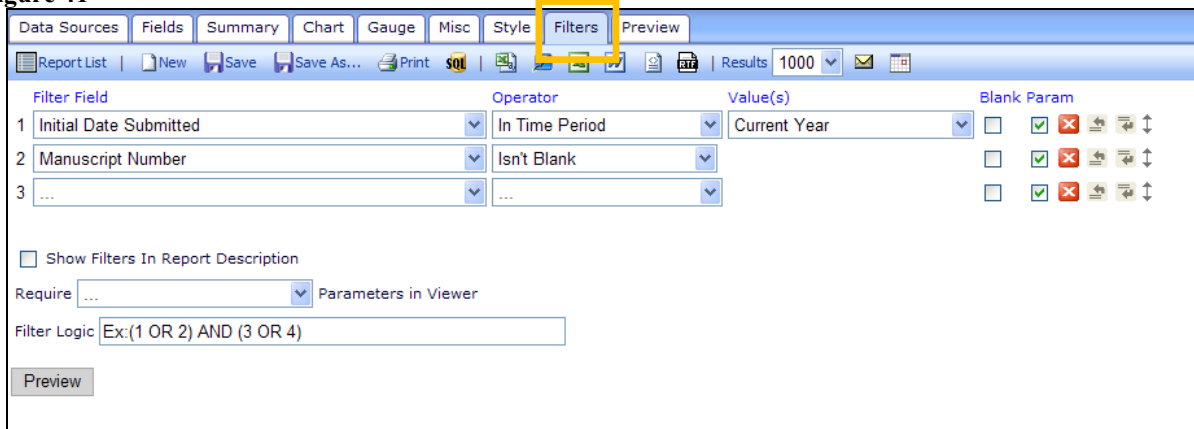 Data Sources Fields Summary Chart Gauge Misc Style Filters Preview
Report List | New Save Save As... Print SQL | RTF | Results 1000
Filter Field Operator Value(s) Blank Param
1 Initial Date Submitted In Time Period Current Year
2 Manuscript Number Isn't Blank
3 ... ...
Show Filters In Report Description
Require ... Parameters in Viewer
Filter Logic Ex:(1 OR 2) AND (3 OR 4)
Preview